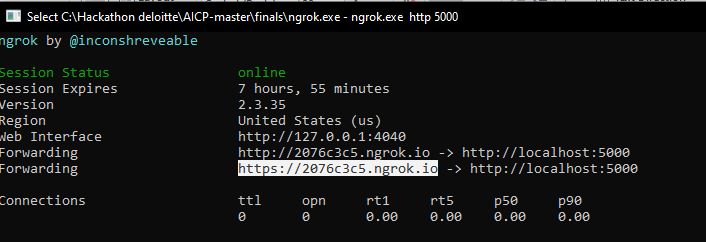 Select C:\Hackathon deloitte\AICP-master\finals\ngrok.exe - ngrok.exe http 5000
ngrok by @inconshreveable
Session Status online
Session Expires 7 hours, 55 minutes
Version 2.3.35
Region United States (us)
Web Interface http://127.0.0.1:4040
Forwarding http://2076c3c5.ngrok.io -> http://localhost:5000
Forwarding https://2076c3c5.ngrok.io -> http://localhost:5000
Connections ttl opn rt1 rt5 p50 p90
0 0 0.00 0.00 0.00 0.00